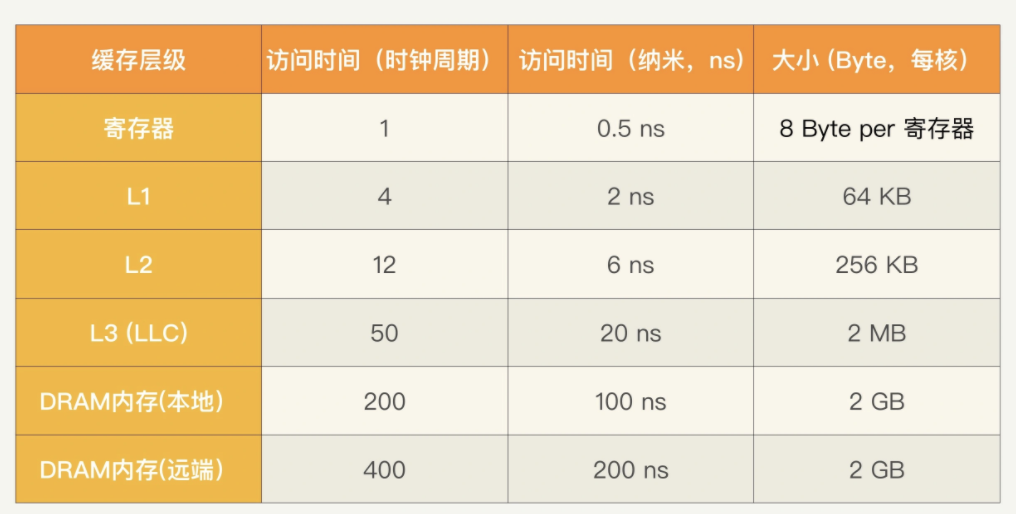 缓存层级 访问时间（时钟周期） 访问时间（纳米，ns） 大小 (Byte，每核）
寄存器 1 0.5 ns 8 Byte per 寄存器
L1 4 2 ns 64 KB
L2 12 6 ns 256 KB
L3 (LLC) 50 20 ns 2 MB
DRAM内存(本地) 200 100 ns 2 GB
DRAM内存(远端) 400 200 ns 2 GB